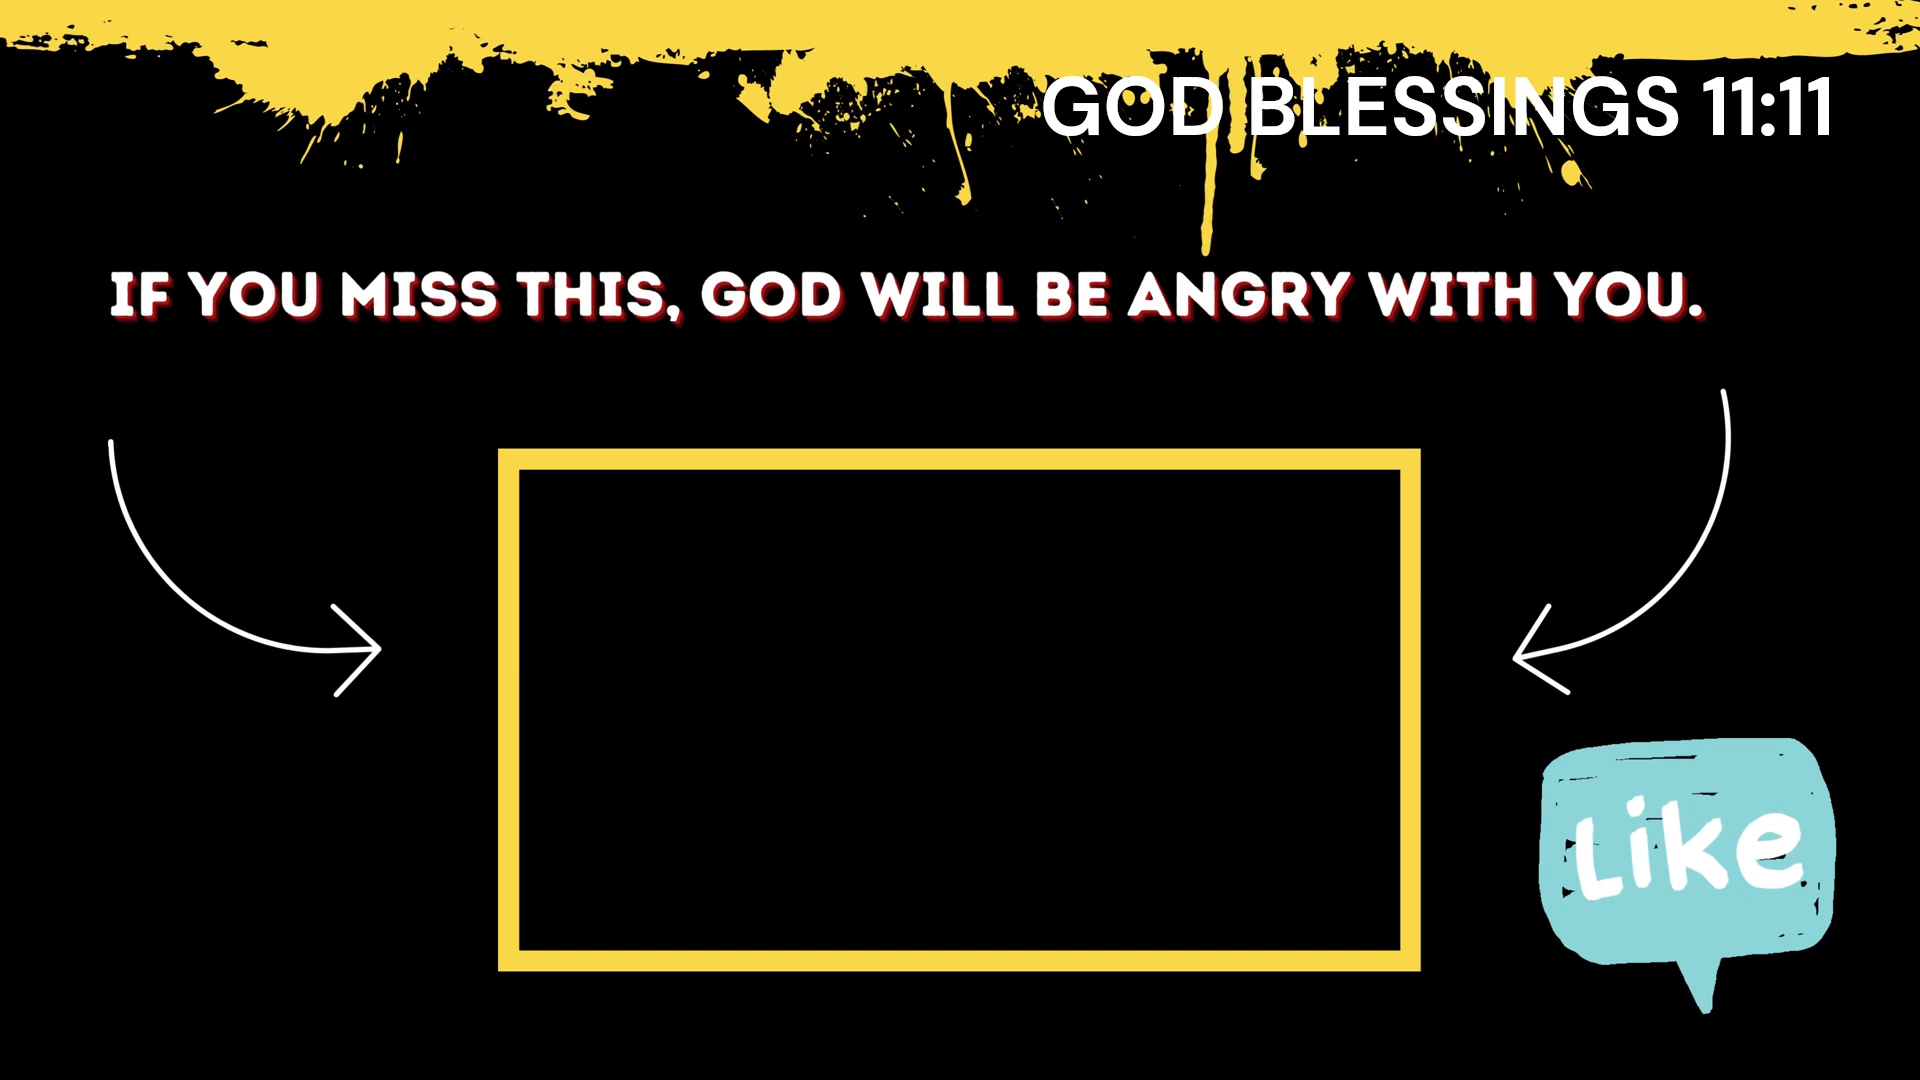 GOD BLESSINGS 11:11
IF YOU MISS THIS, GOD WILL BE ANGRY WITH YOU.
Like